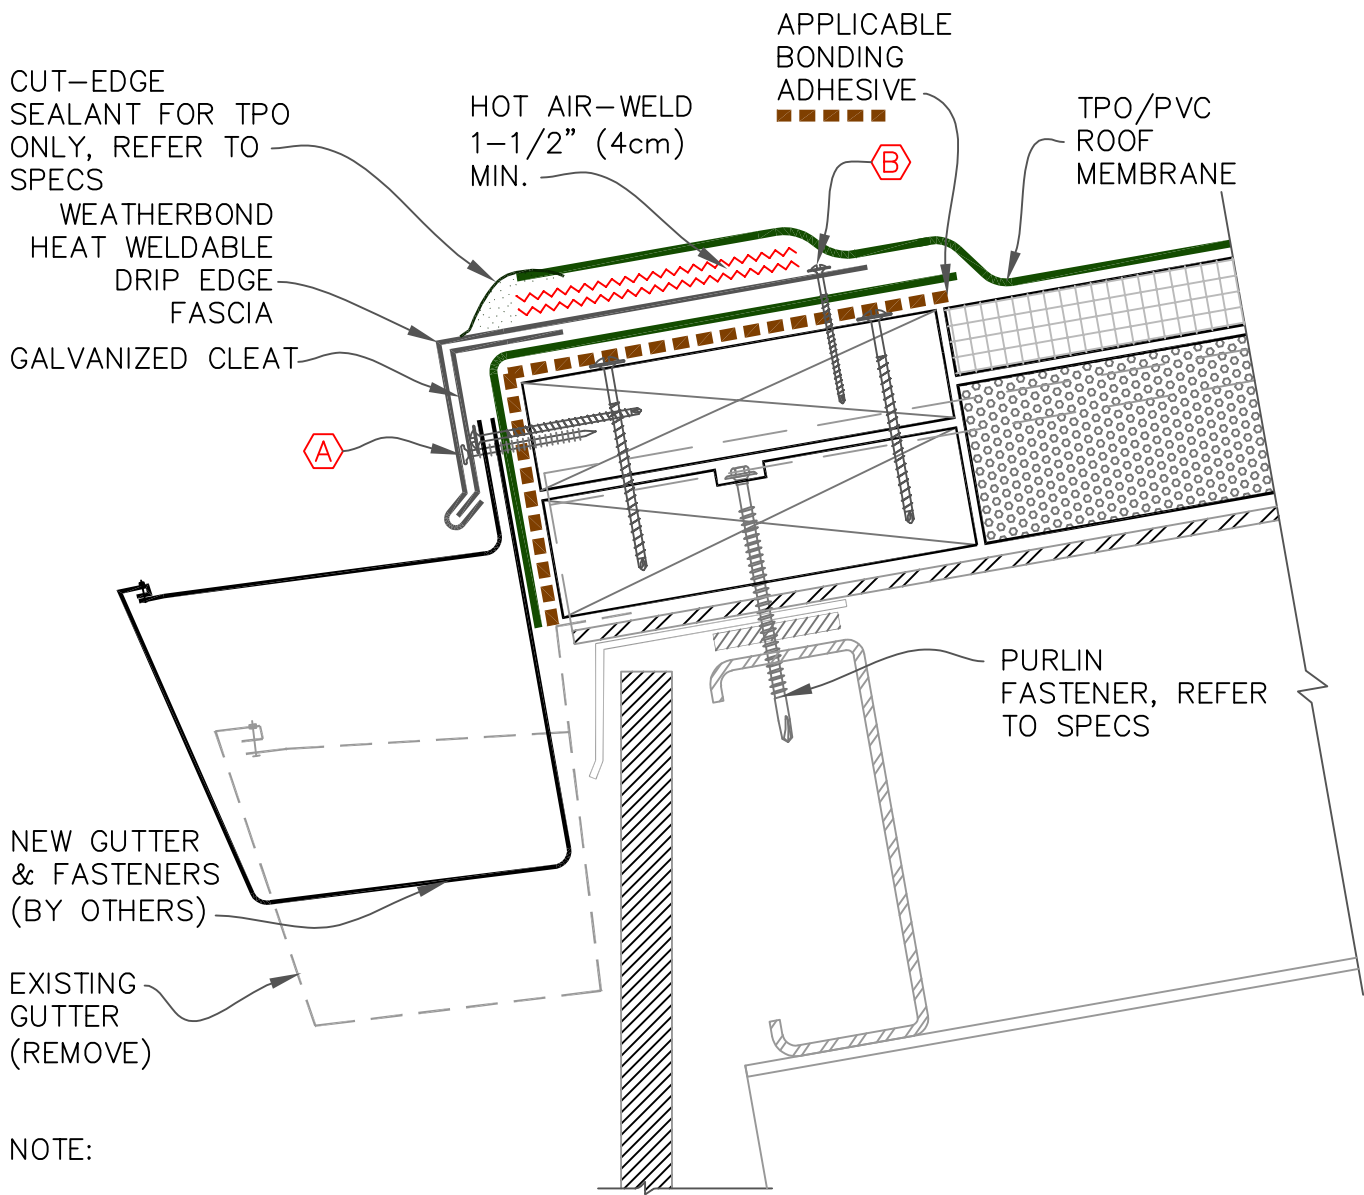 CUT-EDGE
SEALANT FOR TPO
ONLY, REFER TO
SPECS
WEATHERBOND
HEAT WELDABLE
DRIP EDGE
FASCIA
GALVANIZED CLEAT
A
HOT AIR-WELD
1-1/2" (4cm)
MIN.
APPLICABLE
BONDING
ADHESIVE
B
TPO/PVC
ROOF
MEMBRANE
PURLIN
FASTENER, REFER
TO SPECS
NEW GUTTER
& FASTENERS
(BY OTHERS)
EXISTING
GUTTER
(REMOVE)
NOTE: